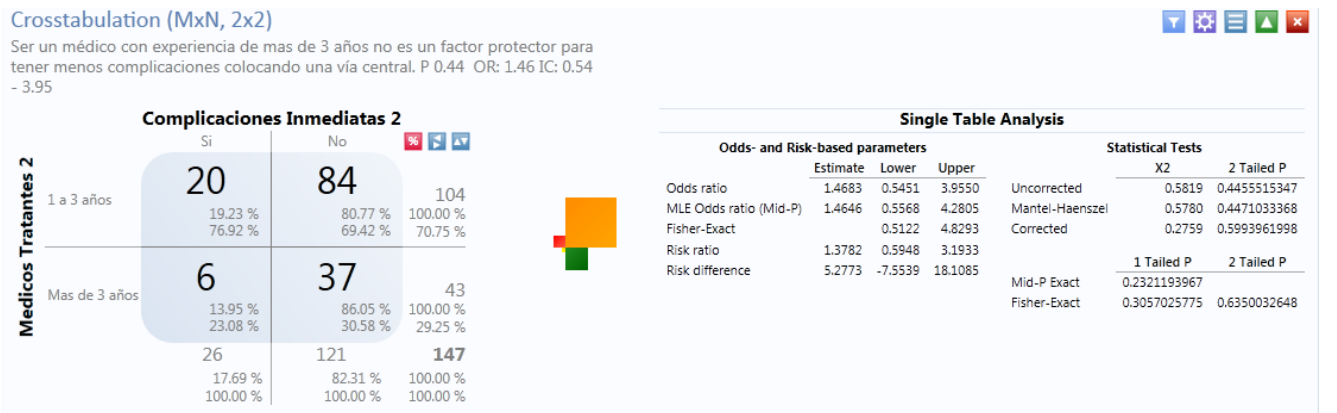 Crosstabulation (MxN, 2x2)
Ser un médico con experiencia de mas de 3 años no es un factor protector para
tener menos complicaciones colocando una vía central. P 0.44  OR: 1.46 IC: 0.54
- 3.95
Complicaciones Inmediatas 2
Si No %
Medicos Tratantes 2
1 a 3 años 20 84 104
19.23 % 80.77 % 100.00 %
76.92 % 69.42 % 70.75 %
Mas de 3 años 6 37 43
13.95 % 86.05 % 100.00 %
23.08 % 30.58 % 29.25 %
26 121 147
17.69 % 82.31 % 100.00 %
100.00 % 100.00 % 100.00 %
Single Table Analysis
Odds- and Risk-based parameters
Estimate Lower Upper
Odds ratio 1.4683 0.5451 3.9550
MLE Odds ratio (Mid-P) 1.4646 0.5568 4.2805
Fisher-Exact 0.5122 4.8293
Risk ratio 1.3782 0.5948 3.1933
Risk difference 5.2773 -7.5539 18.1085
Statistical Tests
X2 2 Tailed P
Uncorrected 0.5819 0.4455515347
Mantel-Haenszel 0.5780 0.4471033368
Corrected 0.2759 0.5993961998
1 Tailed P 2 Tailed P
Mid-P Exact 0.2321193967
Fisher-Exact 0.3057025775 0.6350032648